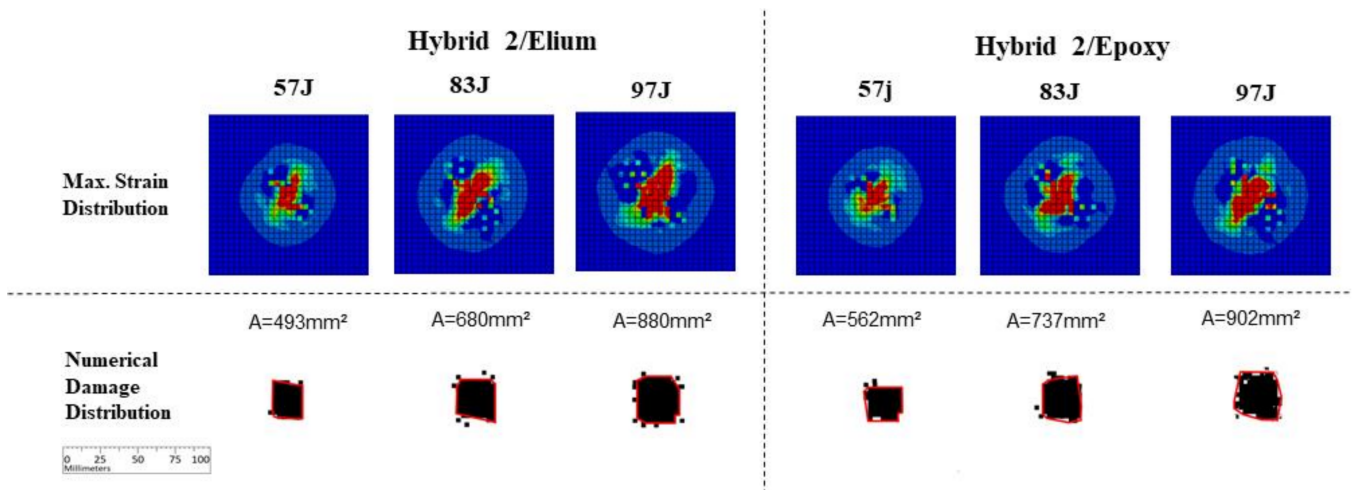 Hybrid 2/Elium
Hybrid 2/Epoxy
57J
83J
97J
57j
83J
97J
Max. Strain
Distribution
A=493mm²
A=680mm²
A=880mm²
A=562mm²
A=737mm²
A=902mm²
Numerical
Damage
Distribution
0 25 50 75 100
Millimeters